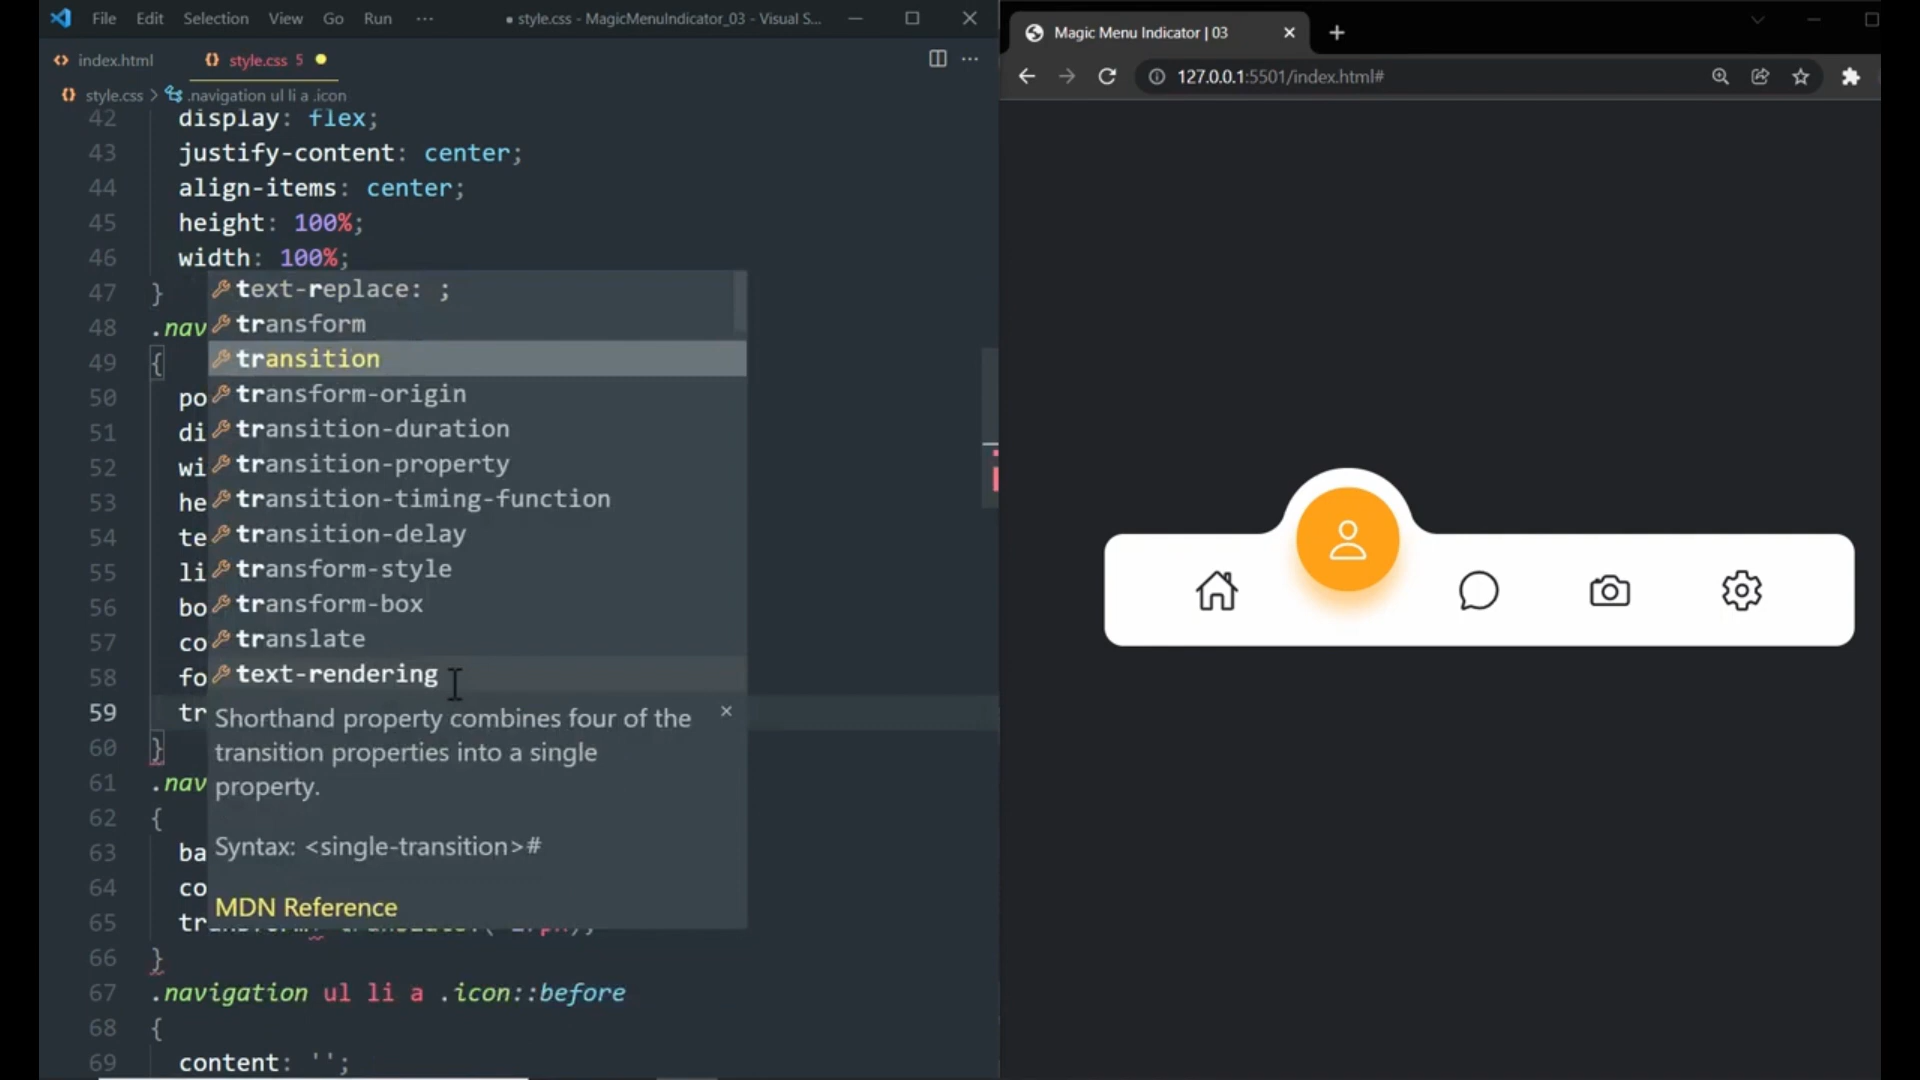 File Edit Selection View Go Run ··· ● style.css - MagicMenuIndicator_03 - Visual S...
index.html style.css 5
style.css > .navigation ul li a .icon
42 display: flex;
43 justify-content: center;
44 align-items: center;
45 height: 100%;
46 width: 100%;
47 }
48 .nav
49 {
50 po
51 di
52 wi
53 he
54 te
55 li
56 bo
57 co
58 fo
59 tr
60 }
61 .nav
62 {
63 ba
64 co
65 tr
66 }
67 .navigation ul li a .icon::before
68 {
69 content: '';
text-replace: ;
transform
transition
transform-origin
transition-duration
transition-property
transition-timing-function
transition-delay
transform-style
transform-box
translate
text-rendering
Shorthand property combines four of the
transition properties into a single
property.
Syntax: <single-transition>#
MDN Reference
Magic Menu Indicator | 03
127.0.0.1:5501/index.html#